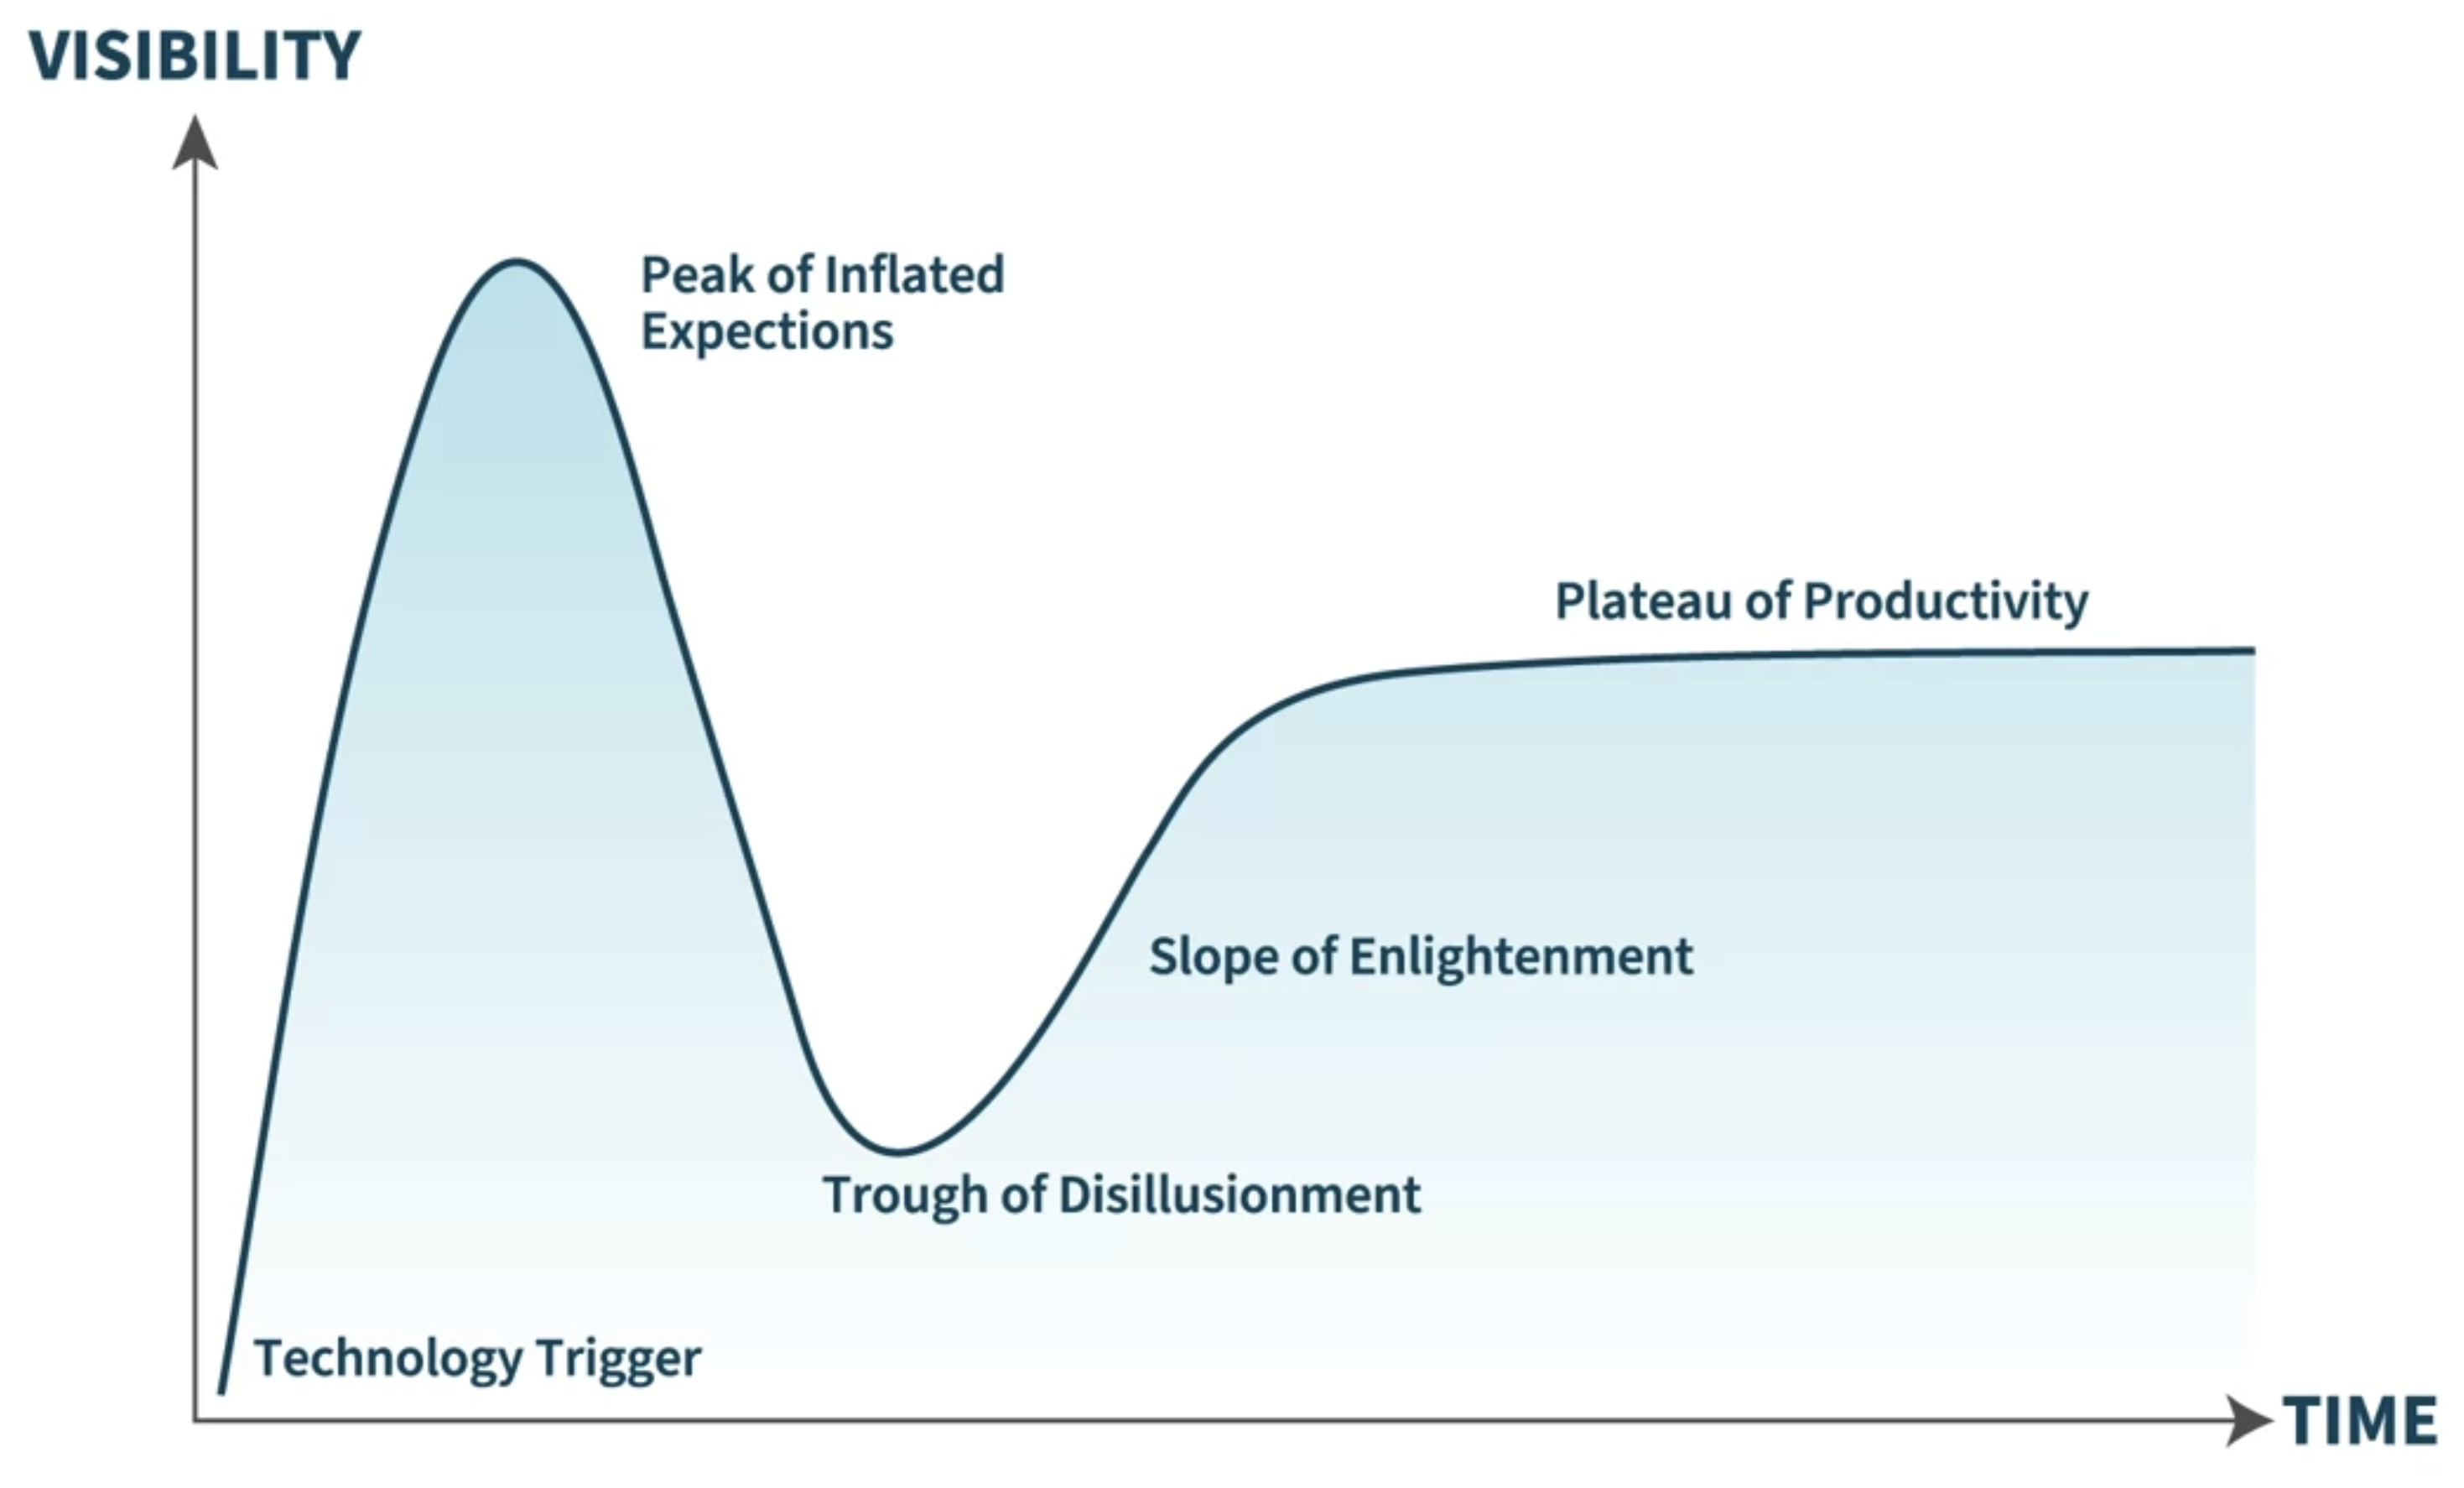 VISIBILITY
Peak of Inflated
Expections
Plateau of Productivity
Slope of Enlightenment
Trough of Disillusionment
Technology Trigger
TIME